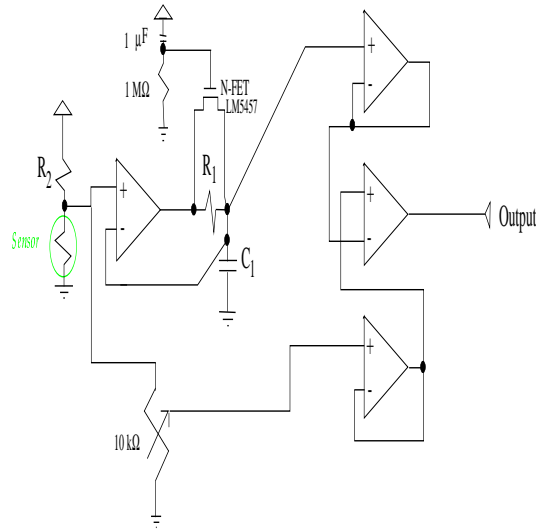 1 µF
1 MΩ
N-FET
LM5457
R2
R1
Sensor
C1
10 kΩ
Output
+
-
+
-
+
-
+
-